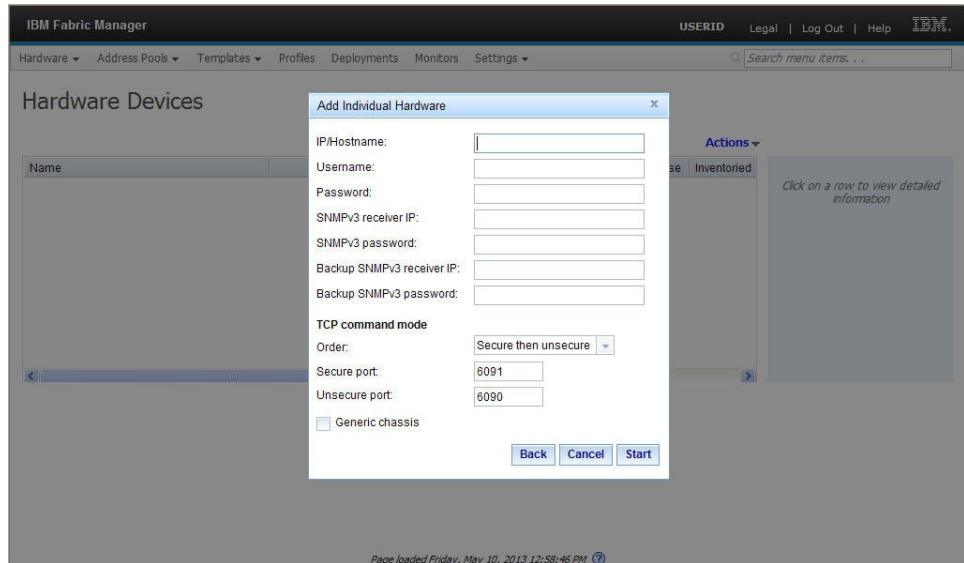 IBM Fabric Manager
USERID Legal | Log Out | Help IBM.
Hardware Address Pools Templates Profiles Deployments Monitors Settings Search menu items. . .
Hardware Devices
Add Individual Hardware x
IP/Hostname:
Actions
Username:
Name se Inventoried
Password:
Click on a row to view detailed
information
SNMPv3 receiver IP:
SNMPv3 password:
Backup SNMPv3 receiver IP:
Backup SNMPv3 password:
TCP command mode
Order: Secure then unsecure
Secure port: 6091
Unsecure port: 6090
Generic chassis
Back Cancel Start
Page loaded Friday, May 10, 2013 12:58:46 PM ?